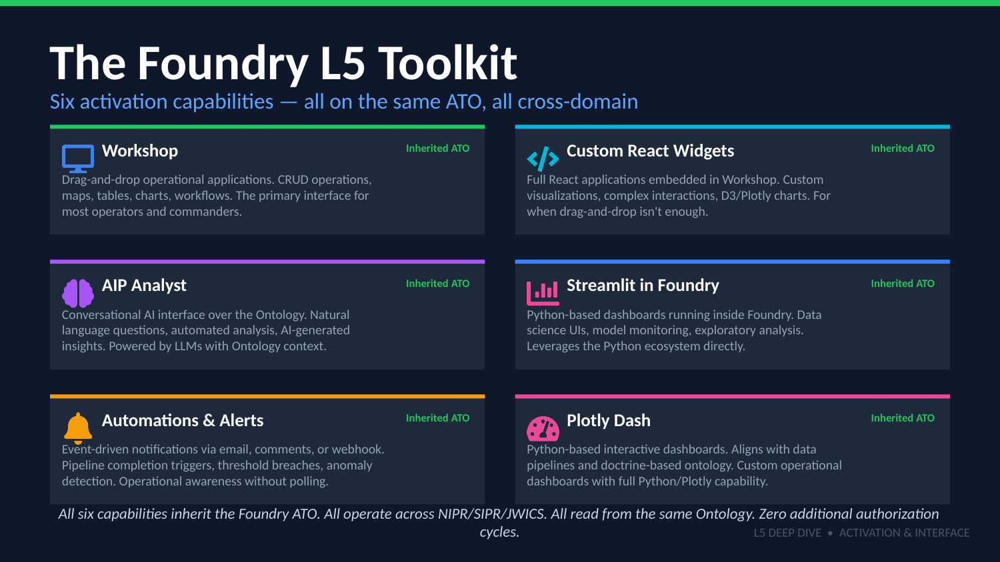 The Foundry L5 Toolkit
Six activation capabilities — all on the same ATO, all cross-domain
Workshop
Inherited ATO
Drag-and-drop operational applications. CRUD operations,
maps, tables, charts, workflows. The primary interface for
most operators and commanders.
Custom React Widgets
Inherited ATO
Full React applications embedded in Workshop. Custom
visualizations, complex interactions, D3/Plotly charts. For
when drag-and-drop isn't enough.
AIP Analyst
Inherited ATO
Conversational AI interface over the Ontology. Natural
language questions, automated analysis, AI-generated
insights. Powered by LLMs with Ontology context.
Streamlit in Foundry
Inherited ATO
Python-based dashboards running inside Foundry. Data
science UIs, model monitoring, exploratory analysis.
Leverages the Python ecosystem directly.
Automations & Alerts
Inherited ATO
Event-driven notifications via email, comments, or webhook.
Pipeline completion triggers, threshold breaches, anomaly
detection. Operational awareness without polling.
Plotly Dash
Inherited ATO
Python-based interactive dashboards. Aligns with data
pipelines and doctrine-based ontology. Custom operational
dashboards with full Python/Plotly capability.
All six capabilities inherit the Foundry ATO. All operate across NIPR/SIPR/JWICS. All read from the same Ontology. Zero additional authorization
cycles.
L5 DEEP DIVE • ACTIVATION & INTERFACE